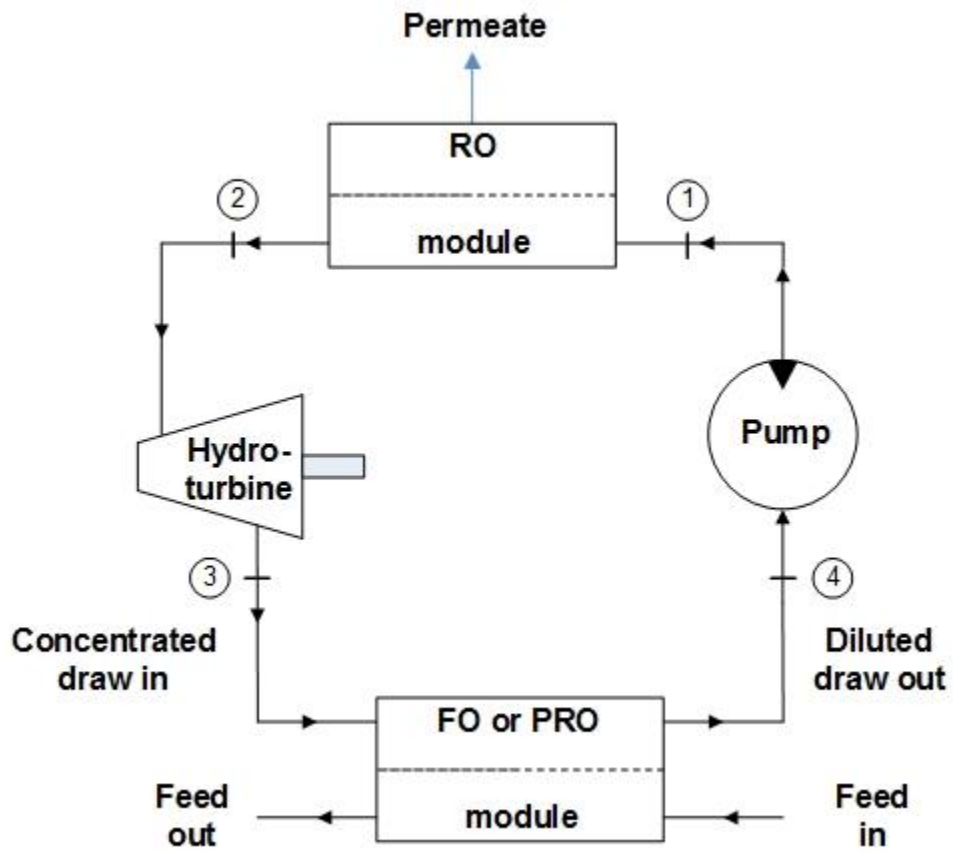 Permeate
RO
module
2
1
Hydro-
turbine
Pump
3
4
Concentrated
draw in
Diluted
draw out
FO or PRO
module
Feed
out
Feed
in